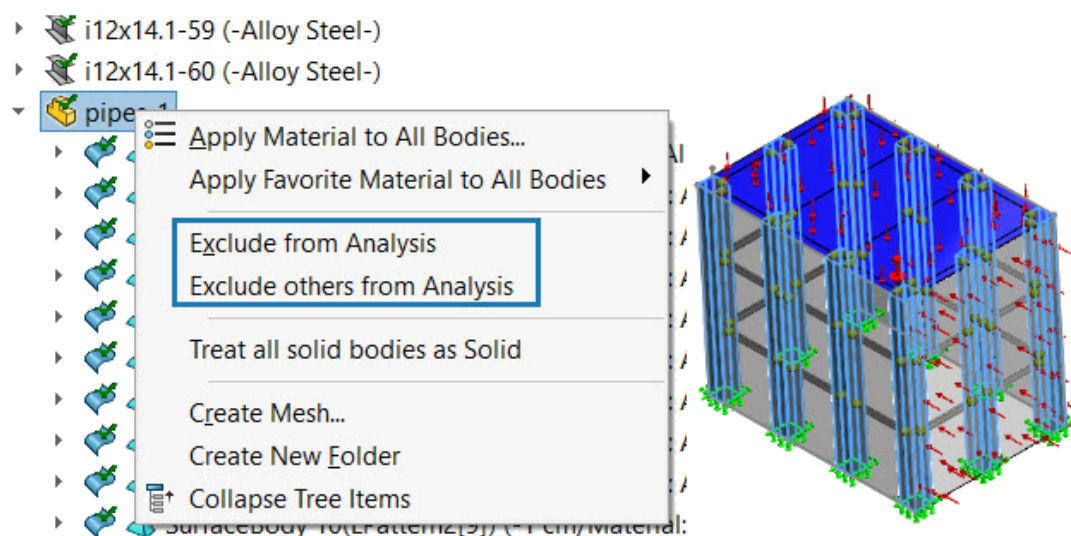 i12x14.1-59 (-Alloy Steel-)
i12x14.1-60 (-Alloy Steel-)
Apply Material to All Bodies...
Apply Favorite Material to All Bodies
Exclude from Analysis
Exclude others from Analysis
Treat all solid bodies as Solid
Create Mesh...
Create New Folder
Collapse Tree Items